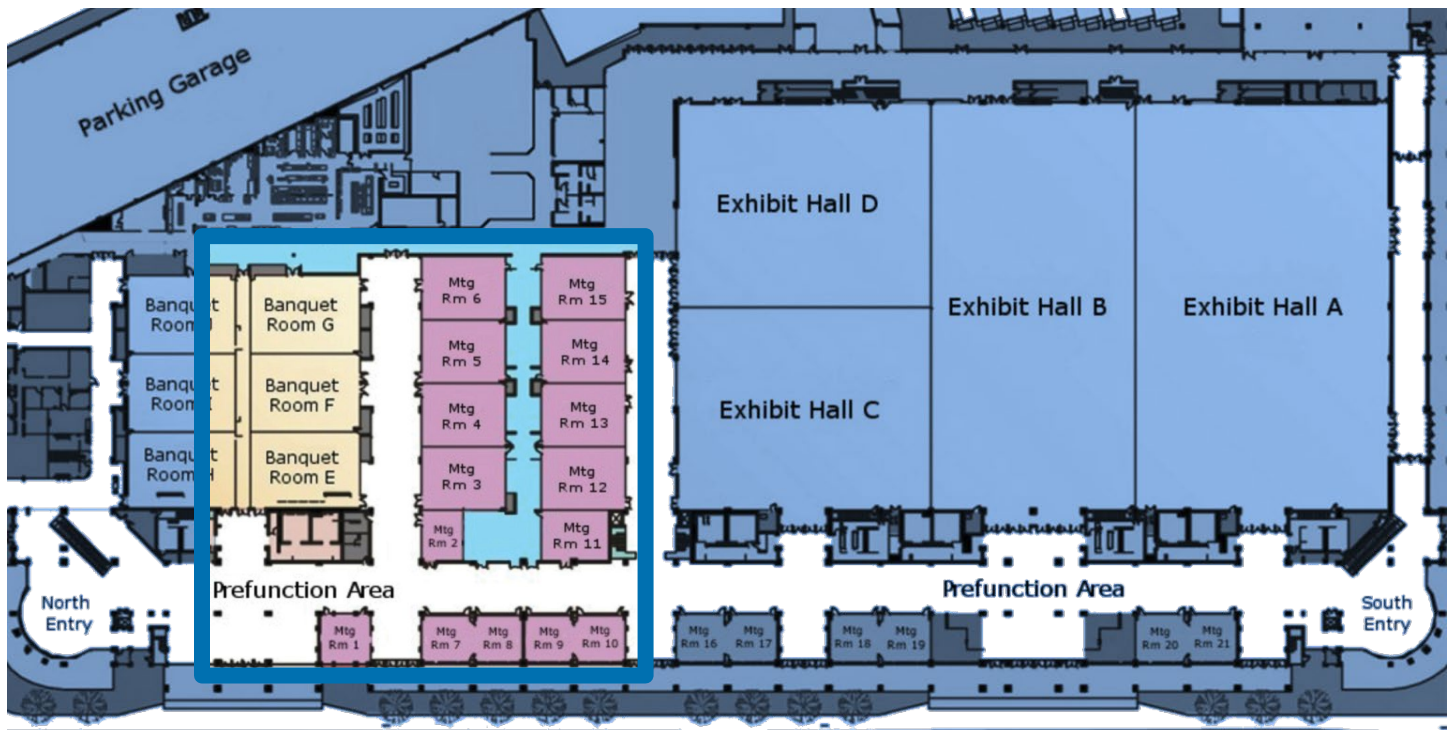 Parking Garage
Exhibit Hall D
Exhibit Hall B
Exhibit Hall A
Exhibit Hall C
Banquet
Room
Banquet
Room G
Banquet
Room
Banquet
Room F
Banquet
Room
Banquet
Room E
Mtg
Rm 6
Mtg
Rm 15
Mtg
Rm 5
Mtg
Rm 14
Mtg
Rm 4
Mtg
Rm 13
Mtg
Rm 3
Mtg
Rm 12
Mtg
Rm 2
Mtg
Rm 11
Prefunction Area
Prefunction Area
North
Entry
South
Entry
Mtg
Rm 1
Mtg
Rm 7
Mtg
Rm 8
Mtg
Rm 9
Mtg
Rm 10
Mtg
Rm 16
Mtg
Rm 17
Mtg
Rm 18
Mtg
Rm 19
Mtg
Rm 20
Mtg
Rm 21